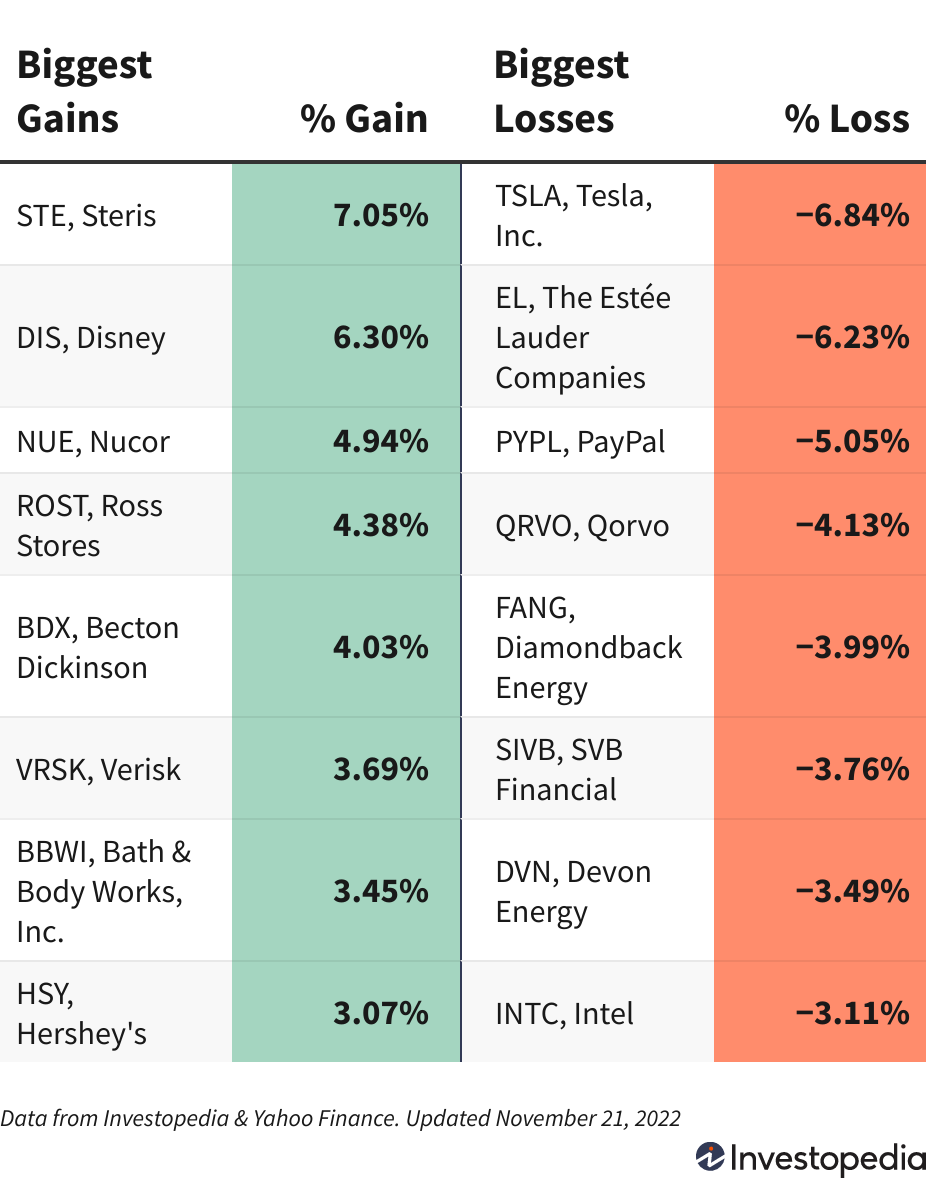 Biggest
Gains
% Gain
Biggest
Losses
% Loss
STE, Steris
7.05%
TSLA, Tesla,
Inc.
−6.84%
DIS, Disney
6.30%
EL, The Estée
Lauder
Companies
−6.23%
NUE, Nucor
4.94%
PYPL, PayPal
−5.05%
ROST, Ross
Stores
4.38%
QRVO, Qorvo
−4.13%
BDX, Becton
Dickinson
4.03%
FANG,
Diamondback
Energy
−3.99%
VRSK, Verisk
3.69%
SIVB, SVB
Financial
−3.76%
BBWI, Bath &
Body Works,
Inc.
3.45%
DVN, Devon
Energy
−3.49%
HSY,
Hershey's
3.07%
INTC, Intel
−3.11%
Data from Investopedia & Yahoo Finance. Updated November 21, 2022
Investopedia